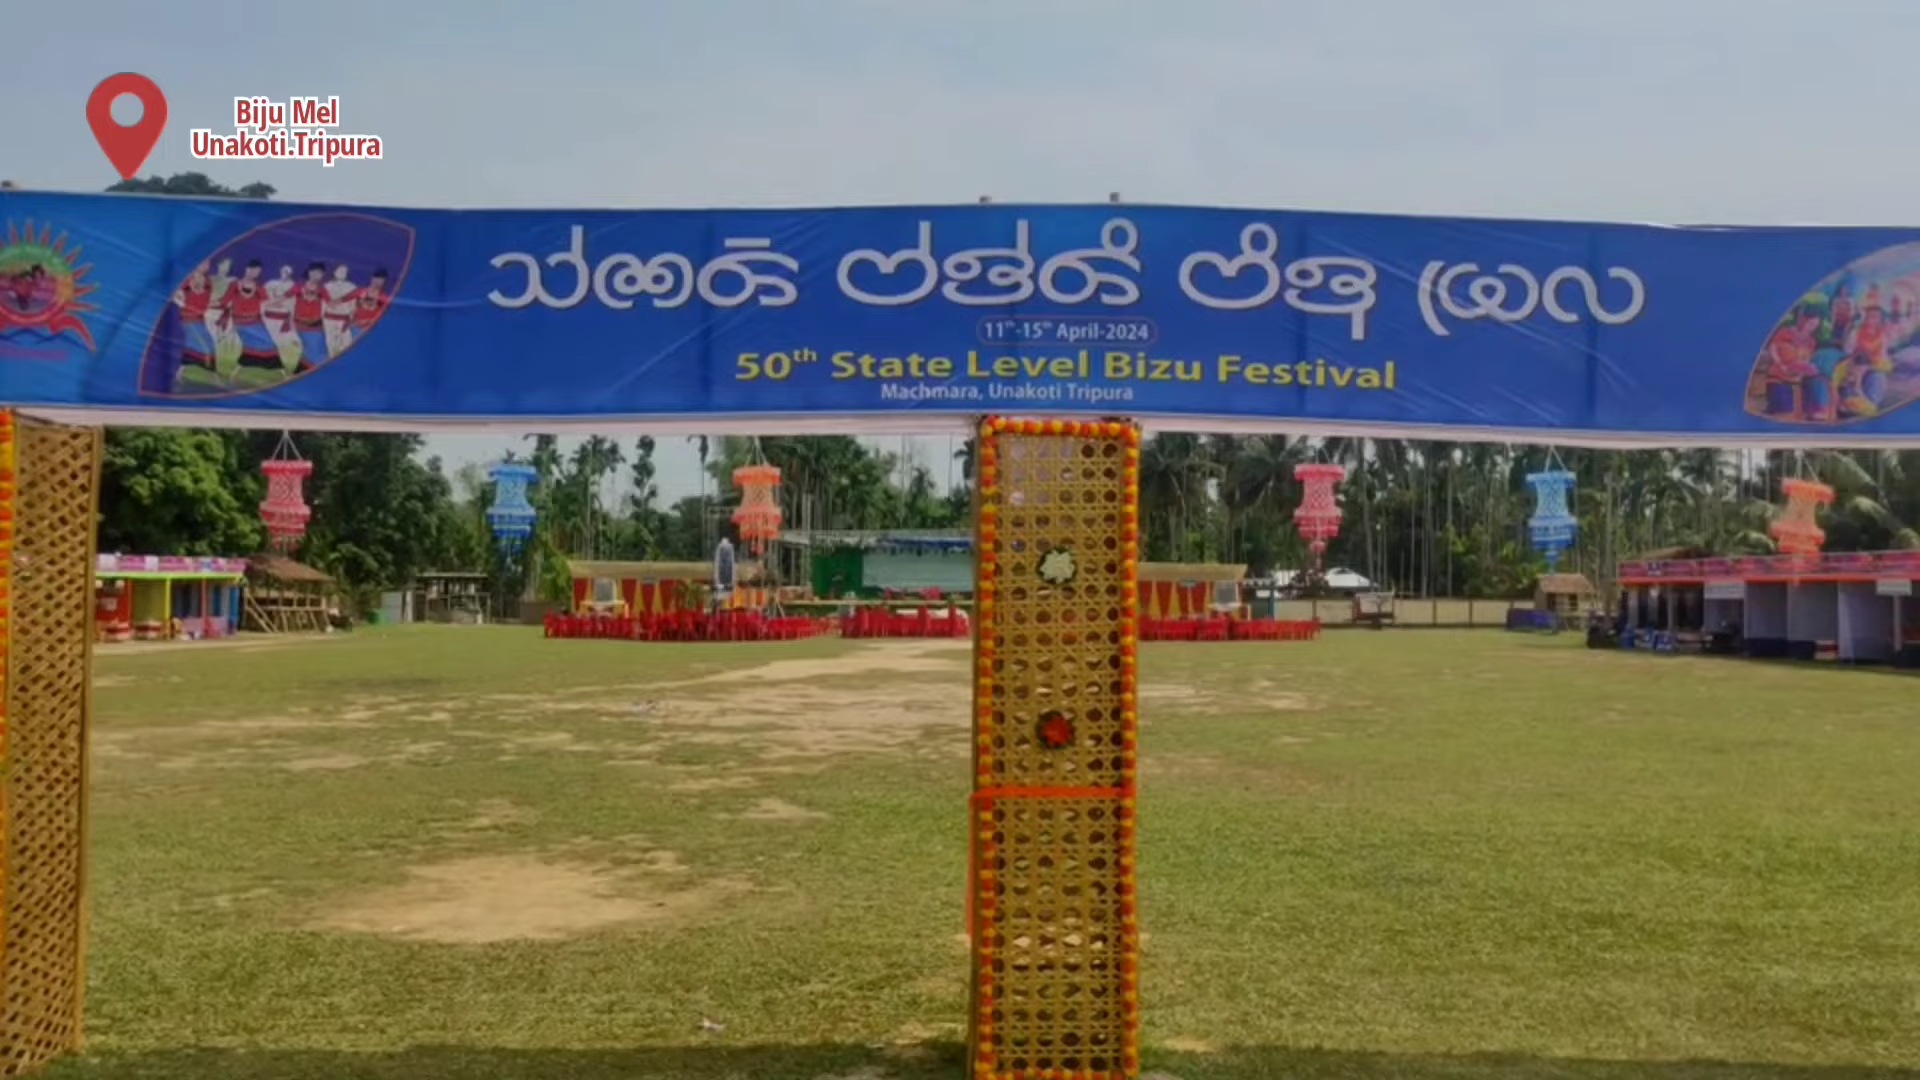 Biju Mel
Unakoti.Tripura
𑄝𑄨𑄏𑄪 𑄟𑄬𑄣
11th-15th April-2024
50th State Level Bizu Festival
Machmara, Unakoti Tripura